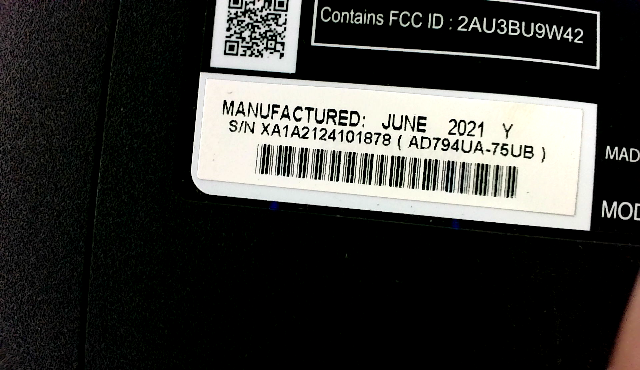 Contains FCC ID : 2AU3BU9W42
MANUFACTURED: JUNE 2021 Y
S/N XA1A2124101878 ( AD794UA-75UB )
MAD
MOD